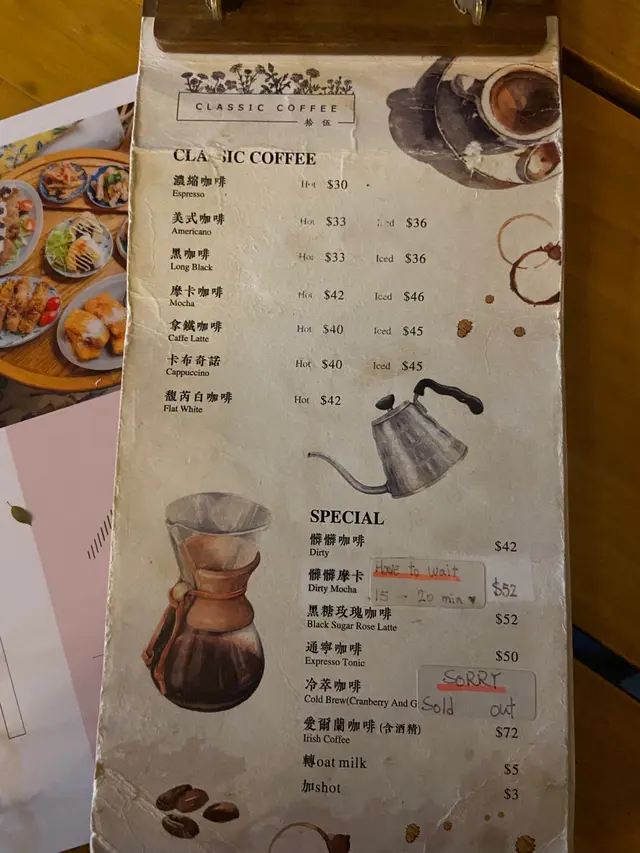 CLASSIC COFFEE
拾 伍
CLASSIC COFFEE
濃縮咖啡 Hot $30
Espresso
美式咖啡 Hot $33 Iced $36
Americano
黑咖啡 Hot $33 Iced $36
Long Black
摩卡咖啡 Hot $42 Iced $46
Mocha
拿鐵咖啡 Hot $40 Iced $45
Caffe Latte
卡布奇諾 Hot $40 Iced $45
Cappuccino
馥芮白咖啡 Hot $42
Flat White
SPECIAL
髒髒咖啡 $42
Dirty
髒髒摩卡 Have to wait $52
Dirty Mocha 15 - 20 min ♥
黑糖玫瑰咖啡 $52
Black Sugar Rose Latte
通寧咖啡 $50
Expresso Tonic
冷萃咖啡 SORRY
Cold Brew(Cranberry And G Sold out
愛爾蘭咖啡 (含酒精) $72
Irish Coffee
轉oat milk $5
加shot $3